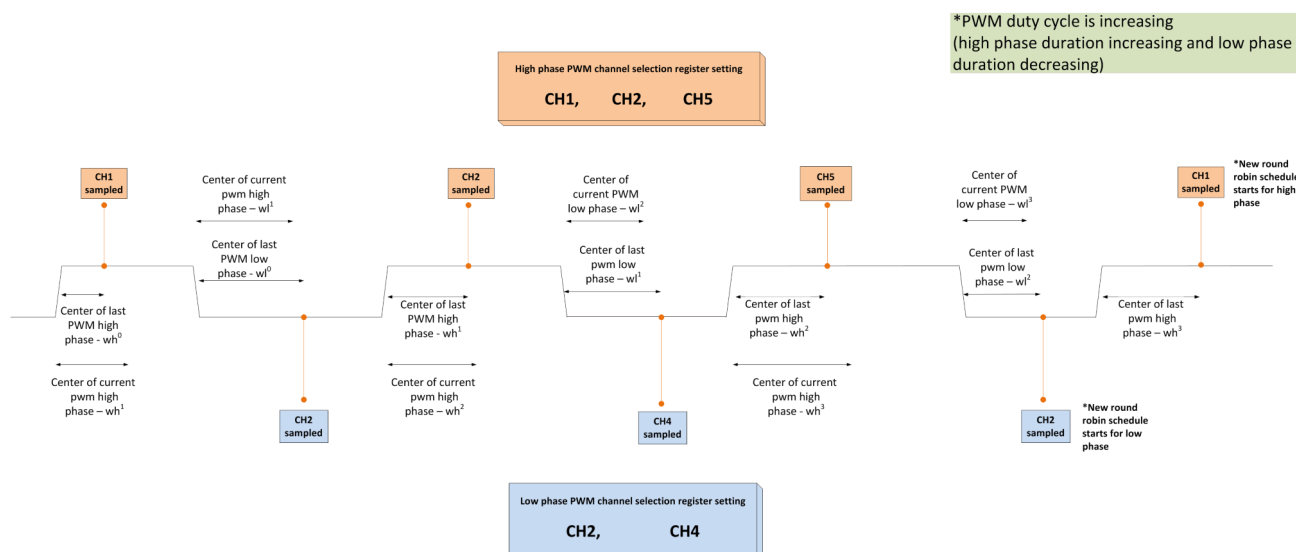 *PWM duty cycle is increasing
(high phase duration increasing and low phase
duration decreasing)
High phase PWM channel selection register setting
CH1, CH2, CH5
CH1
sampled
Center of current
pwm high
phase – wl¹
Center of last
PWM low
phase - wl⁰
CH2
sampled
Center of
current PWM
low phase – wl²
Center of last
pwm low
phase – wl¹
CH5
sampled
Center of
current PWM
low phase – wl³
Center of last
pwm low
phase – wl²
CH1
sampled
*New round
robin schedule
starts for high
phase
Center of last
PWM high
phase - wh⁰
Center of current
pwm high
phase – wh¹
CH2
sampled
Center of last
PWM high
phase - wh¹
Center of current
pwm high
phase – wh²
CH4
sampled
Center of last
pwm high
phase – wh²
Center of current
pwm high
phase - wh³
CH2
sampled
*New round
robin schedule
starts for low
phase
Center of last
pwm high
phase – wh³
Low phase PWM channel selection register setting
CH2, CH4